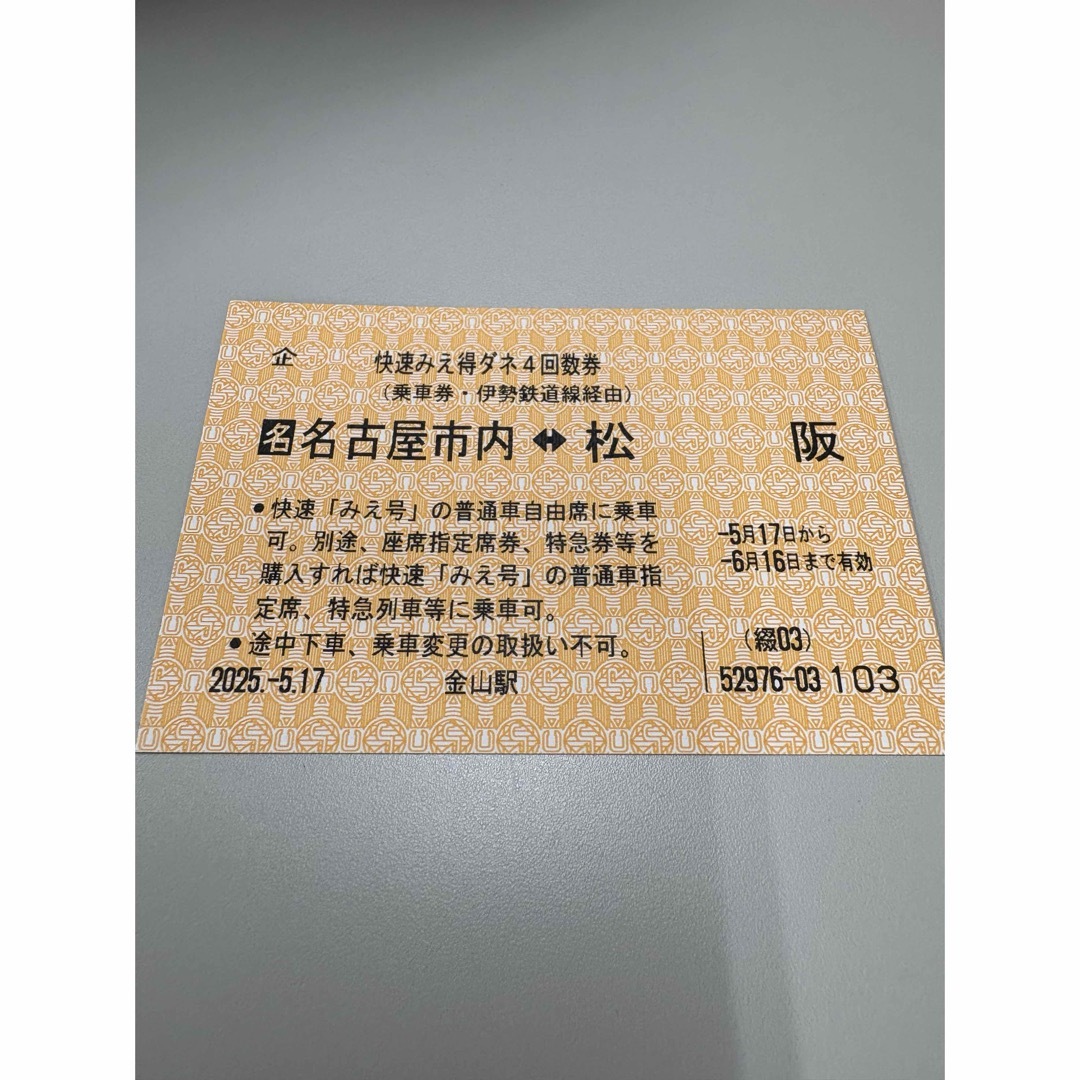 企 快速みえ得ダネ4回数券
（乗車券・伊勢鉄道線経由）
名 名古屋市内 ↔ 松 阪
●快速「みえ号」の普通車自由席に乗車
可。別途、座席指定席券、特急券等を
購入すれば快速「みえ号」の普通車指
定席、特急列車等に乗車可。
●途中下車、乗車変更の取扱い不可。
-5月17日から
-6月16日まで有効
（綴03）
2025.-5.17 金山駅 52976-03 103